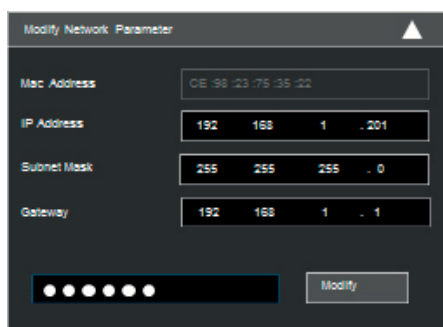 Modify Network Parameter
Mac Address CE :98 :23 :75 :35 :22
IP Address 192 168 1 . 201
Subnet Mask 255 255 255 . 0
Gateway 192 168 1 . 1
Modify